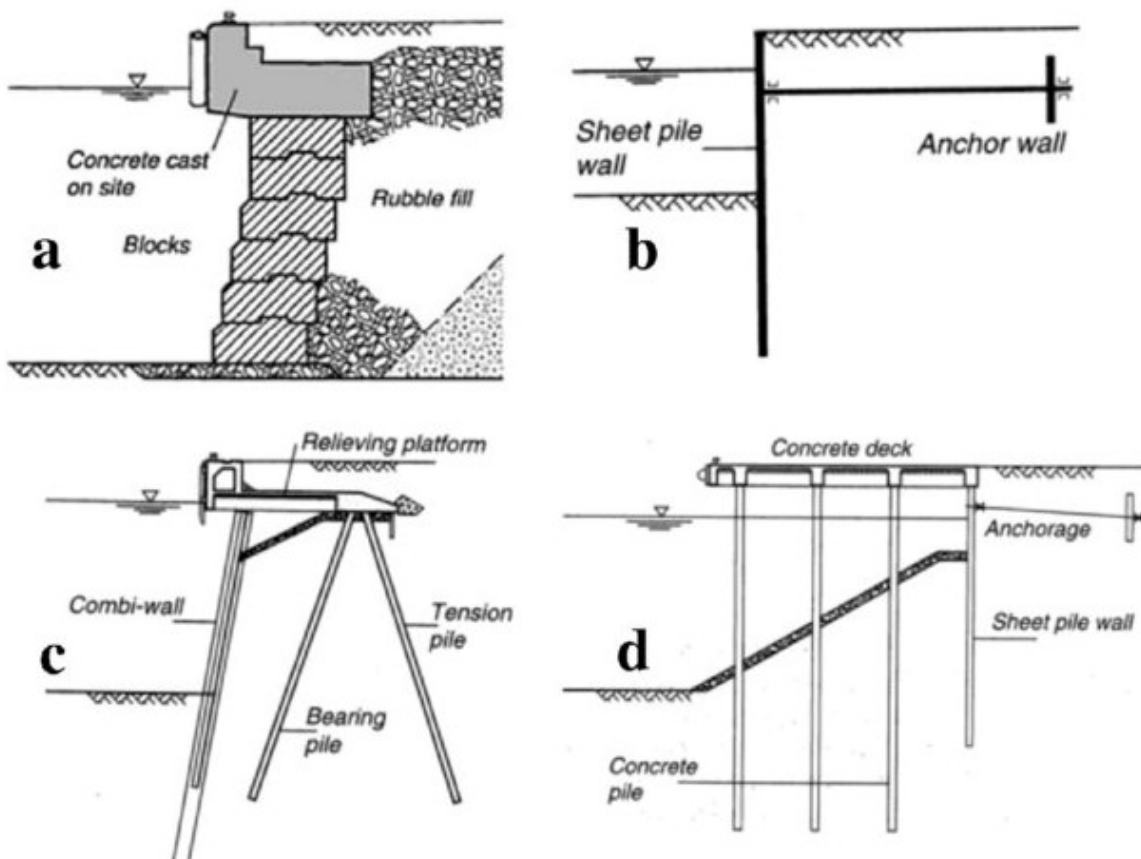 Concrete cast
on site
Rubble fill
Blocks
a
Sheet pile
wall
Anchor wall
b
Relieving platform
Combi-wall
Tension
pile
c
Bearing
pile
Concrete deck
Anchorage
Sheet pile wall
d
Concrete
pile